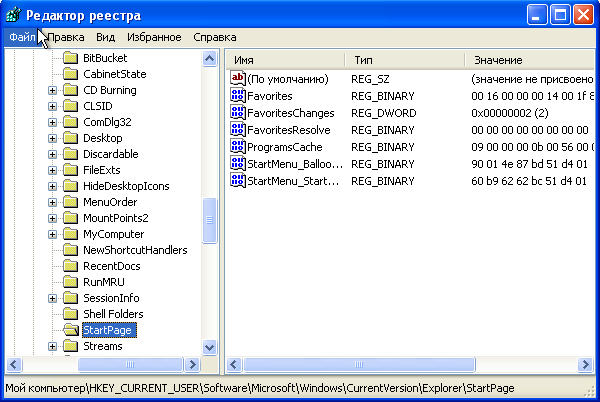 Редактор реестра
Файл Правка Вид Избранное Справка
BitBucket
CabinetState
CD Burning
CLSID
ComDlg32
Desktop
Discardable
FileExts
HideDesktopIcons
MenuOrder
MountPoints2
MyComputer
NewShortcutHandlers
RecentDocs
RunMRU
SessionInfo
Shell Folders
StartPage
Streams
Имя Тип Значение
(По умолчанию) REG_SZ (значение не присвоено
Favorites REG_BINARY 00 16 00 00 00 14 00 1f 8
FavoritesChanges REG_DWORD 0x00000002 (2)
FavoritesResolve REG_BINARY 00 00 00 00 00 00 00 00
ProgramsCache REG_BINARY 09 00 00 00 0b 00 56 00
StartMenu_Balloo... REG_BINARY 90 01 4e 87 bd 51 d4 01
StartMenu_Start... REG_BINARY 60 b9 62 62 bc 51 d4 01
Мой компьютер\HKEY_CURRENT_USER\Software\Microsoft\Windows\CurrentVersion\Explorer\StartPage